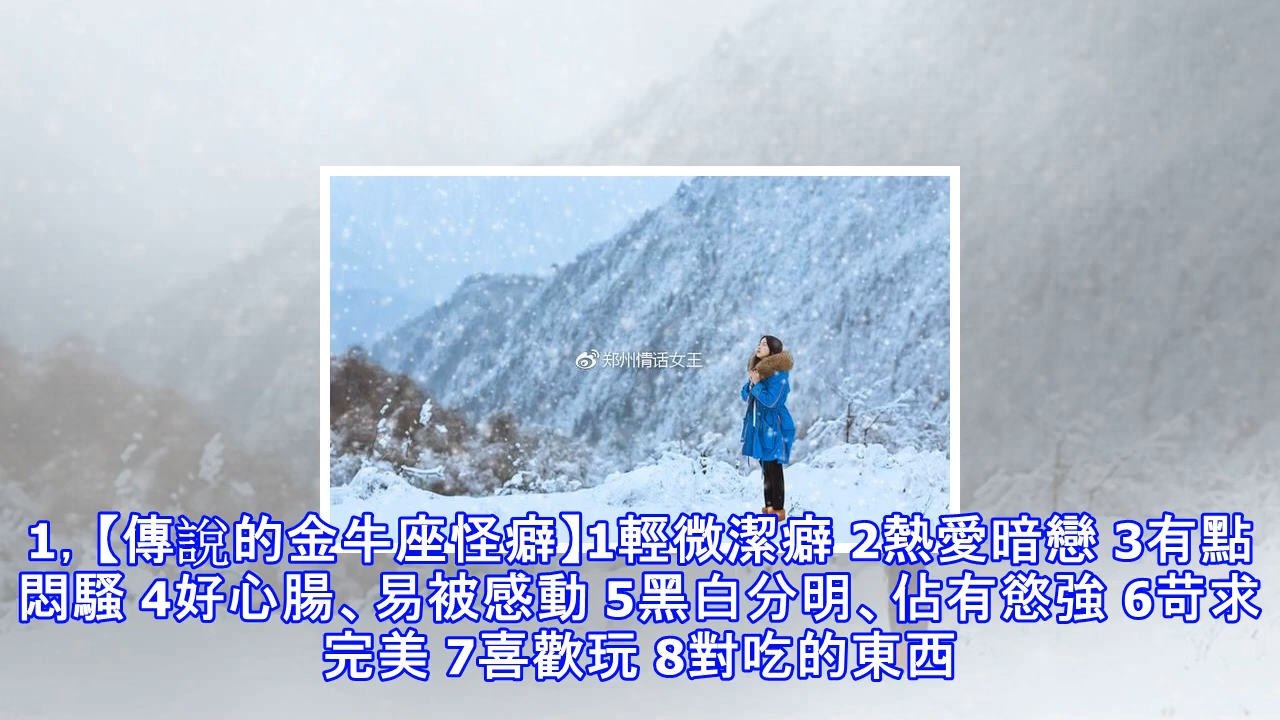 郑州情话女王
1,【傳說的金牛座怪癖】1輕微潔癖 2熱愛暗戀 3有點
悶騷 4好心腸、易被感動 5黑白分明、佔有慾強 6苛求
完美 7喜歡玩 8對吃的東西